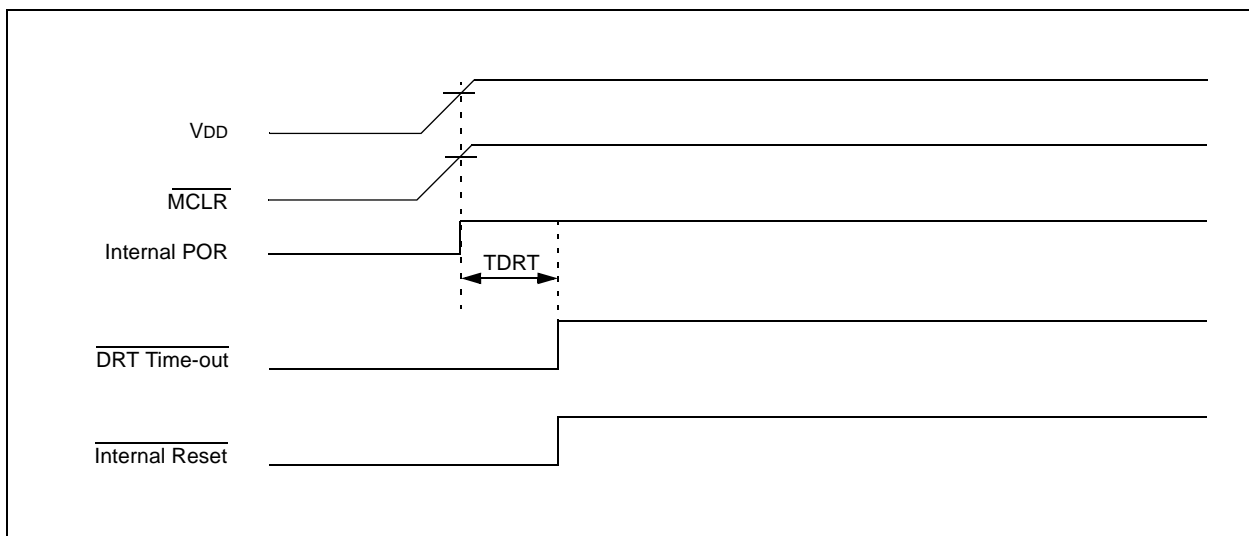 VDD
MCLR
Internal POR
TDRT
DRT Time-out
Internal Reset